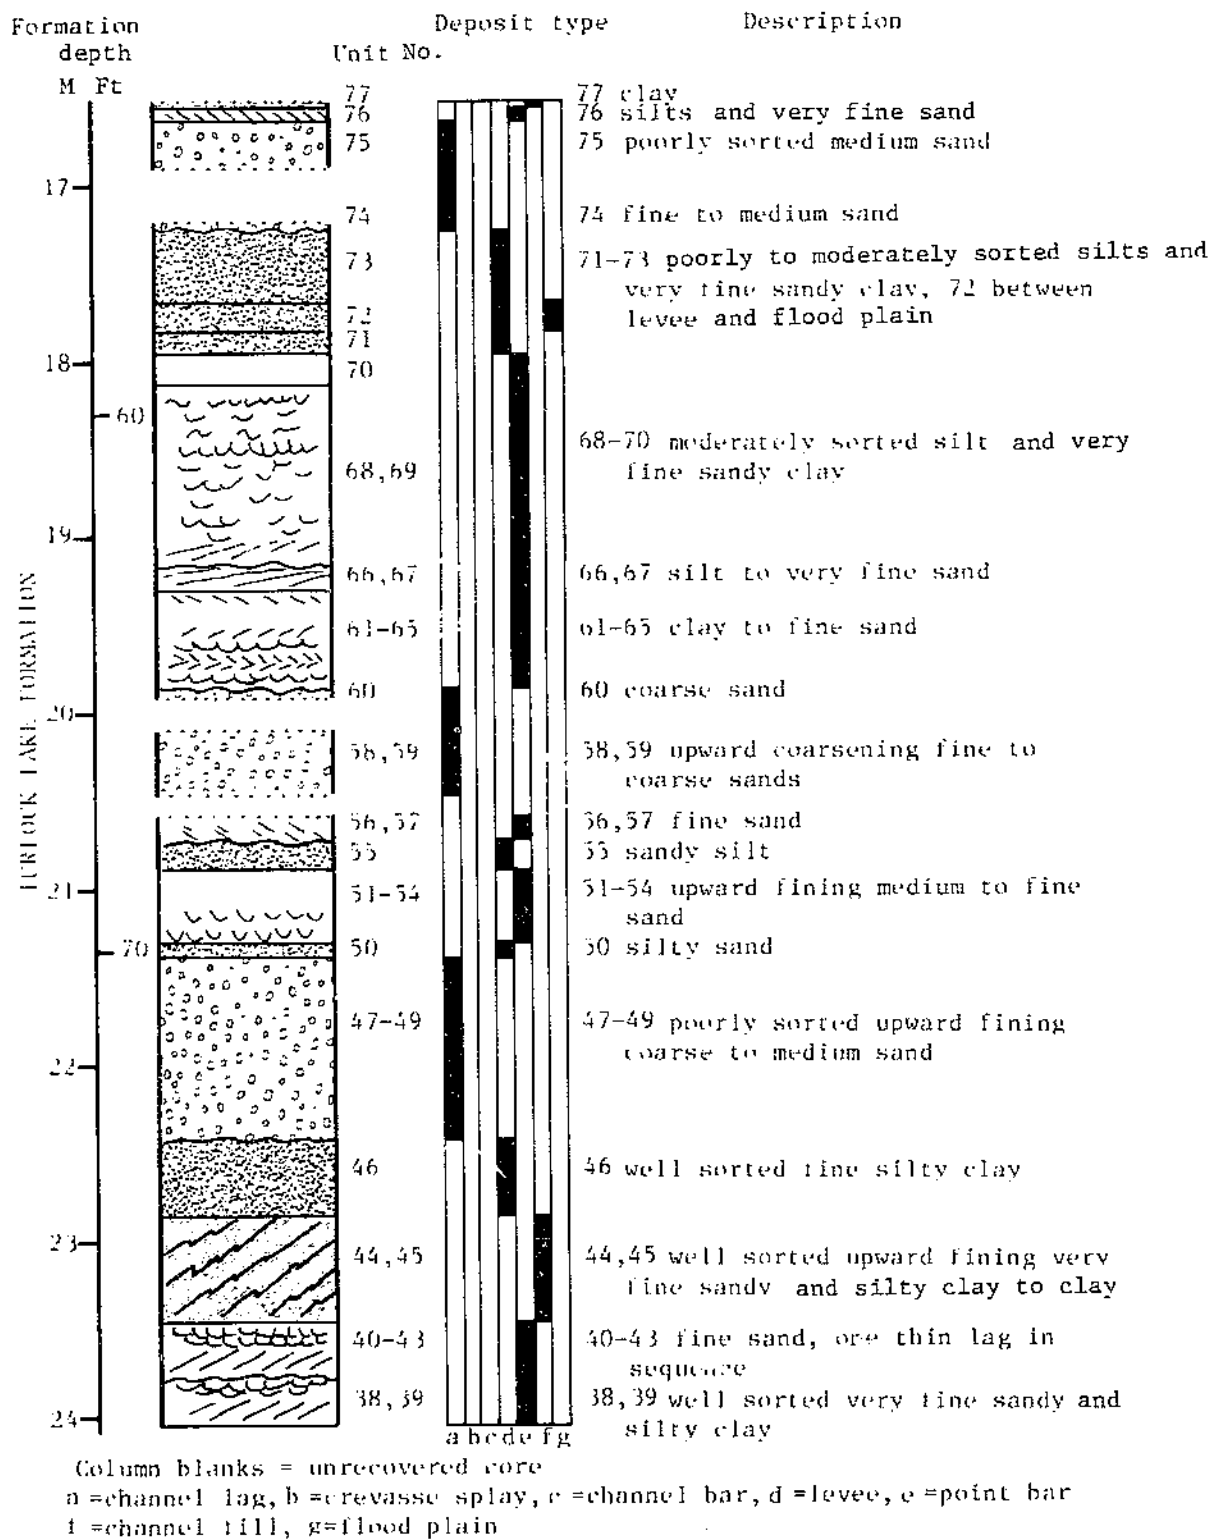 Formation depth
M Ft
Unit No.
Deposit type
Description
77
76
75
74
73
72
71
70
68,69
66,67
61-65
60
58,59
56,57
55
51-54
50
47-49
46
44,45
40-43
38,39
17
18
60
19
20
21
70
22
23
24
TURLOCK LAKE FORMATION
77 clay
76 silts and very fine sand
75 poorly sorted medium sand
74 fine to medium sand
71-73 poorly to moderately sorted silts and
very fine sandy clay, 72 between
levee and flood plain
68-70 moderately sorted silt and very
fine sandy clay
66,67 silt to very fine sand
61-65 clay to fine sand
60 coarse sand
58,59 upward coarsening fine to
coarse sands
56,57 fine sand
55 sandy silt
51-54 upward fining medium to fine
sand
50 silty sand
47-49 poorly sorted upward fining
coarse to medium sand
46 well sorted fine silty clay
44,45 well sorted upward fining very
fine sandy and silty clay to clay
40-43 fine sand, one thin lag in
sequence
38,39 well sorted very fine sandy and
silty clay
a b c d e f g
Column blanks = unrecovered core
a =channel lag, b =crevasse splay, c =channel bar, d =levee, e =point bar
f =channel fill, g=flood plain